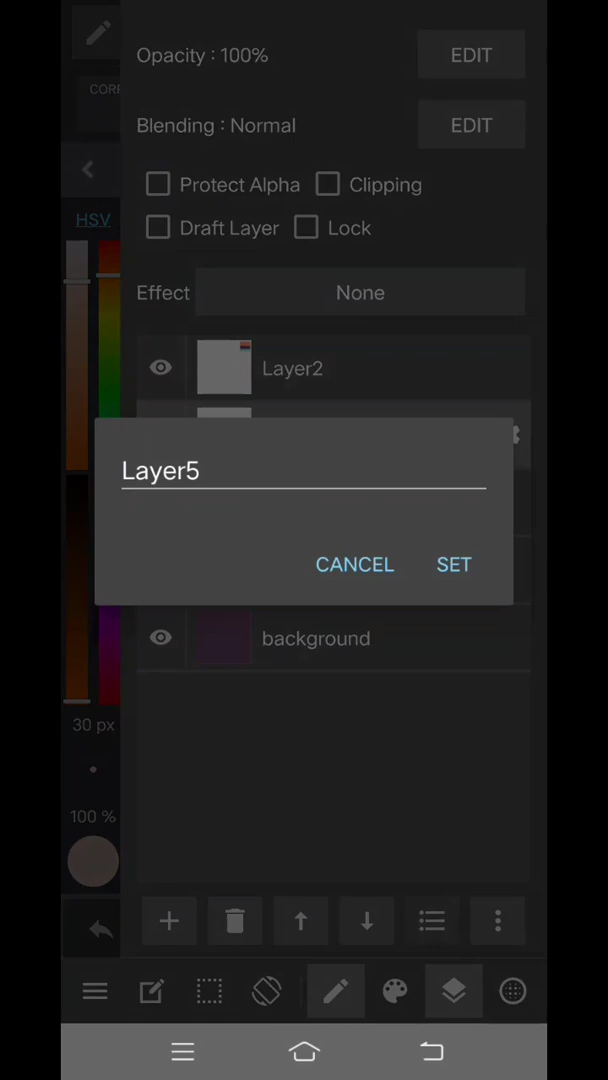 Opacity : 100%
EDIT
CORR
Blending : Normal
EDIT
Protect Alpha
Clipping
HSV
Draft Layer
Lock
Effect
None
Layer2
Layer5
CANCEL
SET
background
30 px
100 %